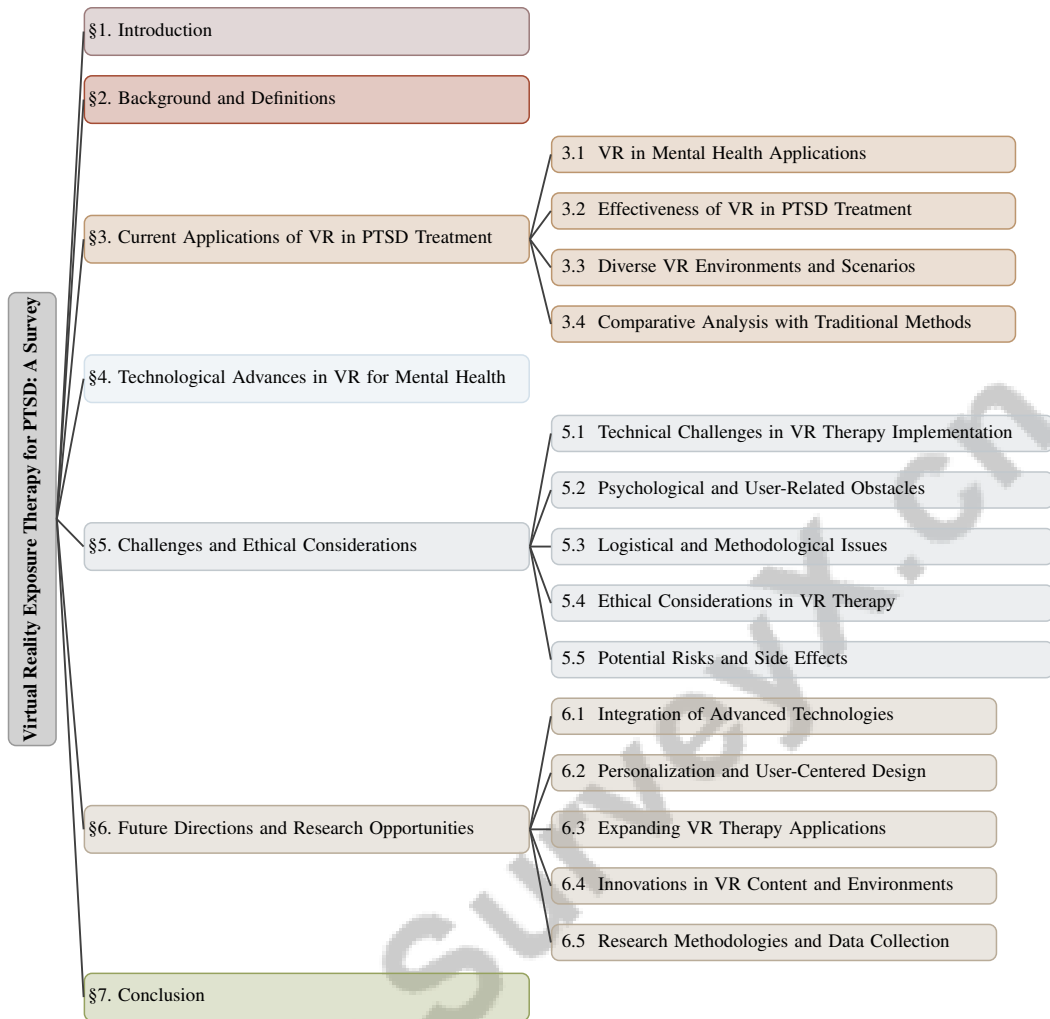 Virtual Reality Exposure Therapy for PTSD: A Survey
§1. Introduction
§2. Background and Definitions
§3. Current Applications of VR in PTSD Treatment
3.1 VR in Mental Health Applications
3.2 Effectiveness of VR in PTSD Treatment
3.3 Diverse VR Environments and Scenarios
3.4 Comparative Analysis with Traditional Methods
§4. Technological Advances in VR for Mental Health
§5. Challenges and Ethical Considerations
5.1 Technical Challenges in VR Therapy Implementation
5.2 Psychological and User-Related Obstacles
5.3 Logistical and Methodological Issues
5.4 Ethical Considerations in VR Therapy
5.5 Potential Risks and Side Effects
§6. Future Directions and Research Opportunities
6.1 Integration of Advanced Technologies
6.2 Personalization and User-Centered Design
6.3 Expanding VR Therapy Applications
6.4 Innovations in VR Content and Environments
6.5 Research Methodologies and Data Collection
§7. Conclusion
SurveyX.cn